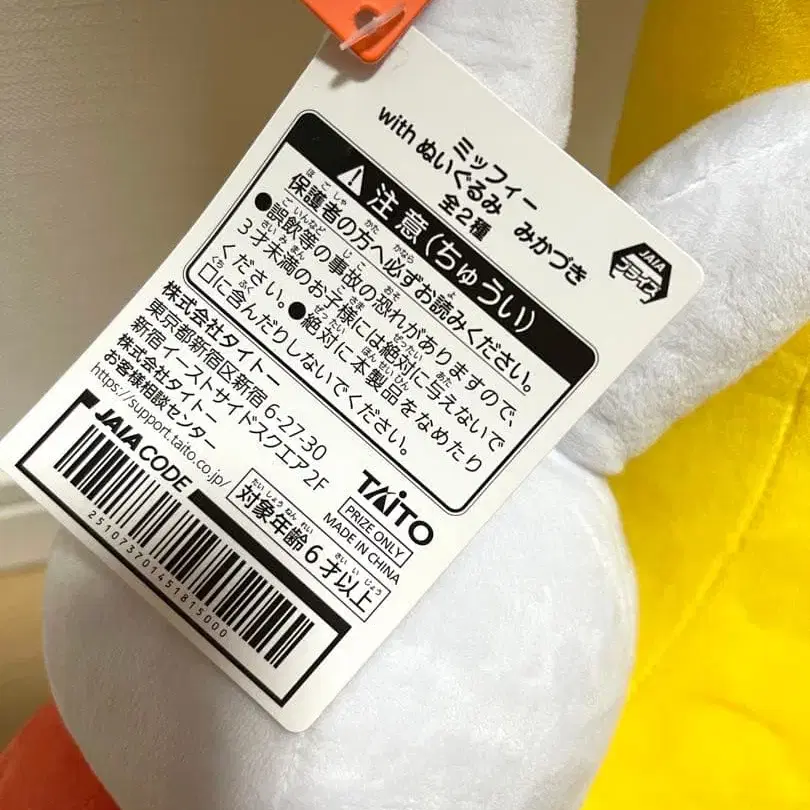 ミッフィー
with ぬいぐるみ みかづき
全2種
JAIA
プライズ
注意(ちゅうい)
保護者の方へ必ずお読みください。
●誤飲等の事故の恐れがありますので、
3才未満のお子様には絶対に与えないで
ください。●絶対に本製品をなめたり
口に含んだりしないでください。
株式会社タイトー
東京都新宿区新宿6-27-30
新宿イーストサイドスクエア2F
株式会社タイトー
お客様相談センター
https://support.taito.co.jp/
TAITO
PRIZE ONLY
MADE IN CHINA
対象年齢6才以上
JAIA CODE
251073701451815000